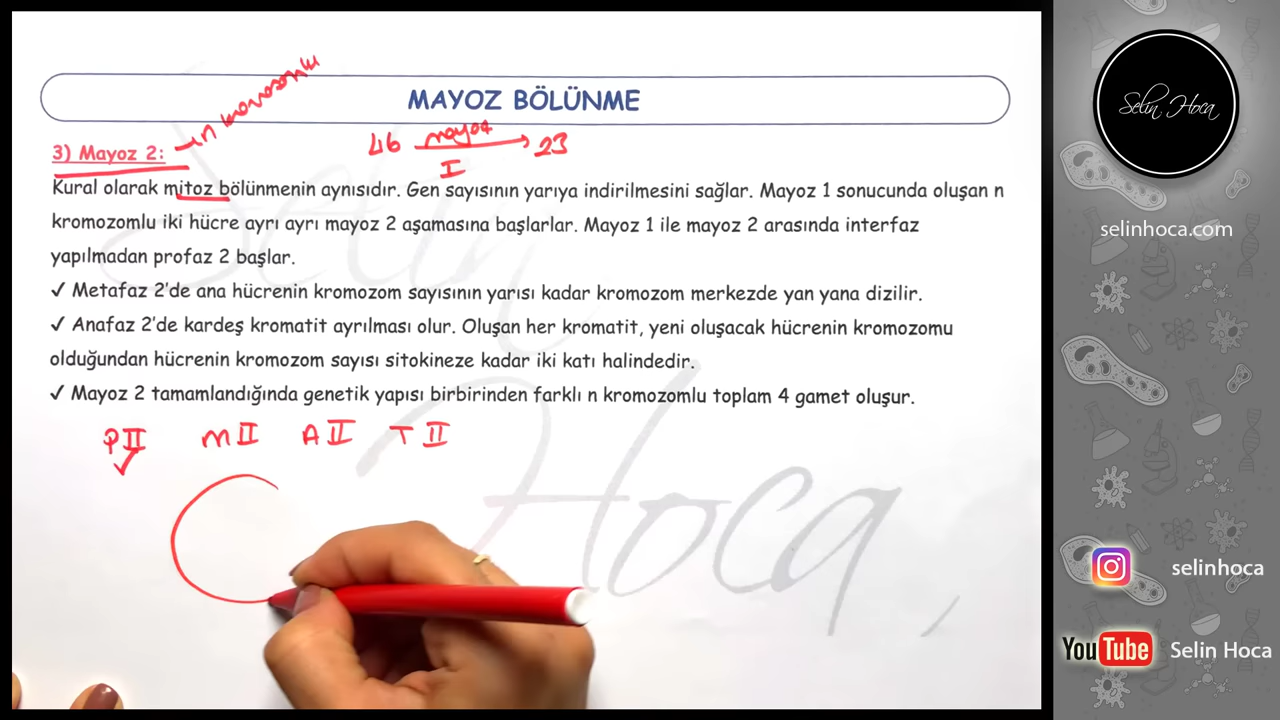 MAYOZ BÖLÜNME
n kromozomlu
46 mayoz I 23
3) Mayoz 2:
Kural olarak mitoz bölünmenin aynısıdır. Gen sayısının yarıya indirilmesini sağlar. Mayoz 1 sonucunda oluşan n
kromozomlu iki hücre ayrı ayrı mayoz 2 aşamasına başlarlar. Mayoz 1 ile mayoz 2 arasında interfaz
yapılmadan profaz 2 başlar.
✓ Metafaz 2'de ana hücrenin kromozom sayısının yarısı kadar kromozom merkezde yan yana dizilir.
✓ Anafaz 2'de kardeş kromatit ayrılması olur. Oluşan her kromatit, yeni oluşacak hücrenin kromozomu
olduğundan hücrenin kromozom sayısı sitokineze kadar iki katı halindedir.
✓ Mayoz 2 tamamlandığında genetik yapısı birbirinden farklı n kromozomlu toplam 4 gamet oluşur.
PII MII AII TII
Selin Hoca,
Selin Hoca
selinhoca.com
selinhoca
YouTube Selin Hoca